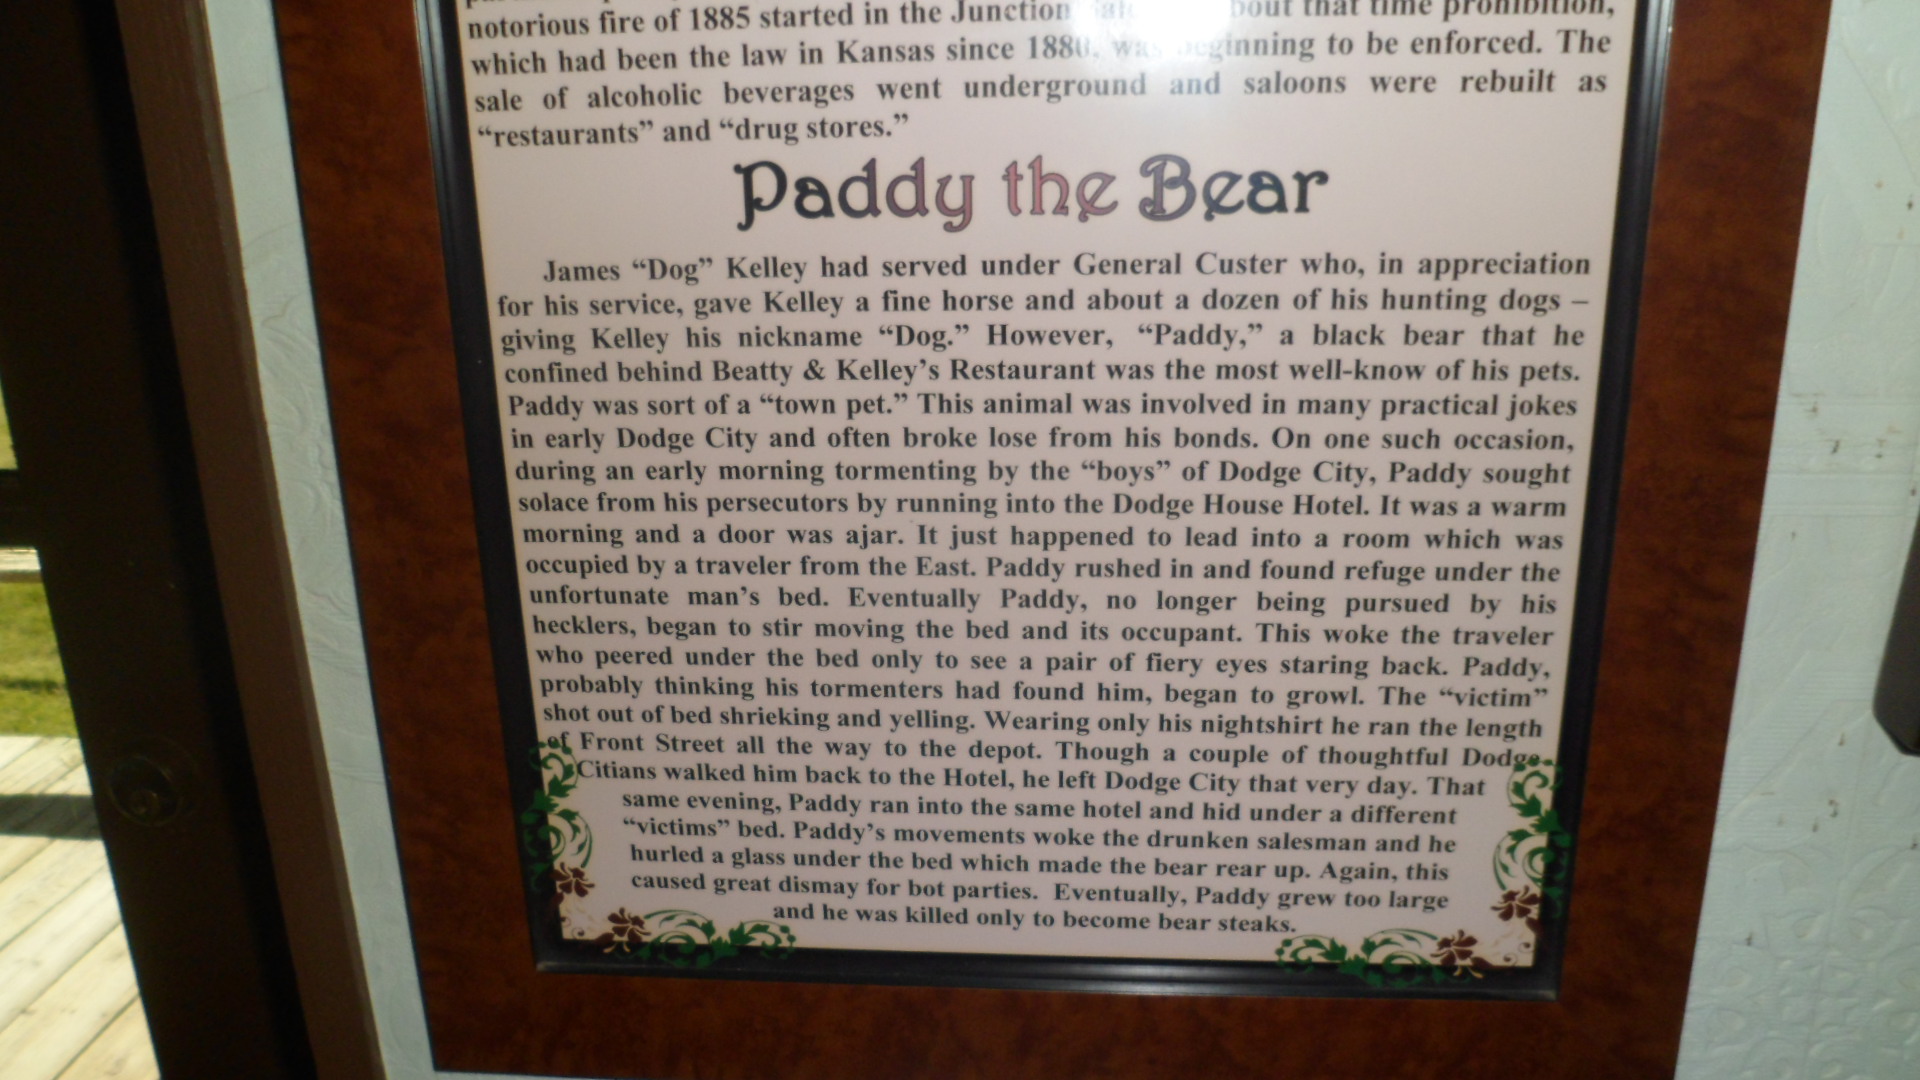 notorious fire of 1885 started in the Junction that time prohibition,
which had been the law in Kansas since 1880, was beginning to be enforced. The
sale of alcoholic beverages went underground and saloons were rebuilt as
“restaurants” and “drug stores.”
Paddy the Bear
James “Dog” Kelley had served under General Custer who, in appreciation
for his service, gave Kelley a fine horse and about a dozen of his hunting dogs –
giving Kelley his nickname “Dog.” However, “Paddy,” a black bear that he
confined behind Beatty & Kelley’s Restaurant was the most well-know of his pets.
Paddy was sort of a “town pet.” This animal was involved in many practical jokes
in early Dodge City and often broke lose from his bonds. On one such occasion,
during an early morning tormenting by the “boys” of Dodge City, Paddy sought
solace from his persecutors by running into the Dodge House Hotel. It was a warm
morning and a door was ajar. It just happened to lead into a room which was
occupied by a traveler from the East. Paddy rushed in and found refuge under the
unfortunate man’s bed. Eventually Paddy, no longer being pursued by his
hecklers, began to stir moving the bed and its occupant. This woke the traveler
who peered under the bed only to see a pair of fiery eyes staring back. Paddy,
probably thinking his tormenters had found him, began to growl. The “victim”
shot out of bed shrieking and yelling. Wearing only his nightshirt he ran the length
of Front Street all the way to the depot. Though a couple of thoughtful Dodge
Citians walked him back to the Hotel, he left Dodge City that very day. That
same evening, Paddy ran into the same hotel and hid under a different
“victims” bed. Paddy’s movements woke the drunken salesman and he
hurled a glass under the bed which made the bear rear up. Again, this
caused great dismay for bot parties. Eventually, Paddy grew too large
and he was killed only to become bear steaks.